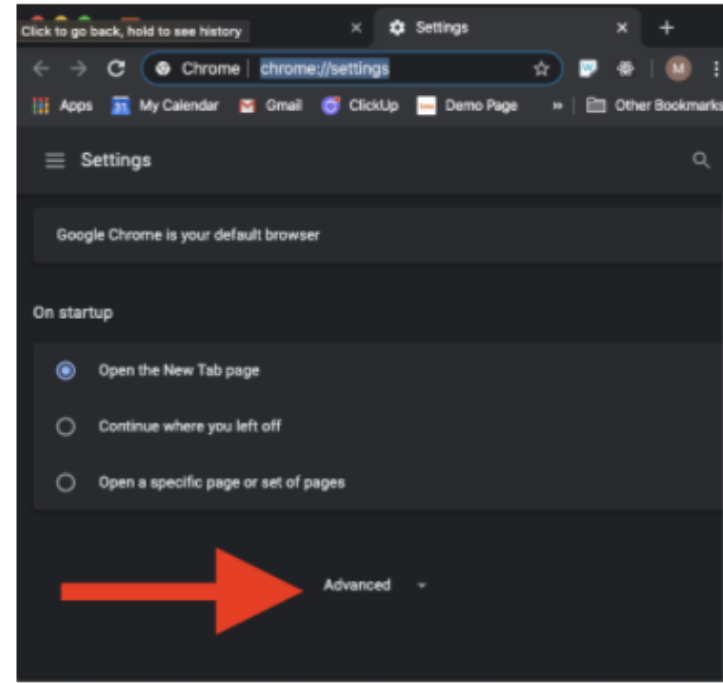 Click to go back, hold to see history
Settings
Chrome | chrome://settings
M
Apps 31 My Calendar Gmail ClickUp Demo Page » Other Bookmarks
Settings
Google Chrome is your default browser
On startup
Open the New Tab page
Continue where you left off
Open a specific page or set of pages
Advanced